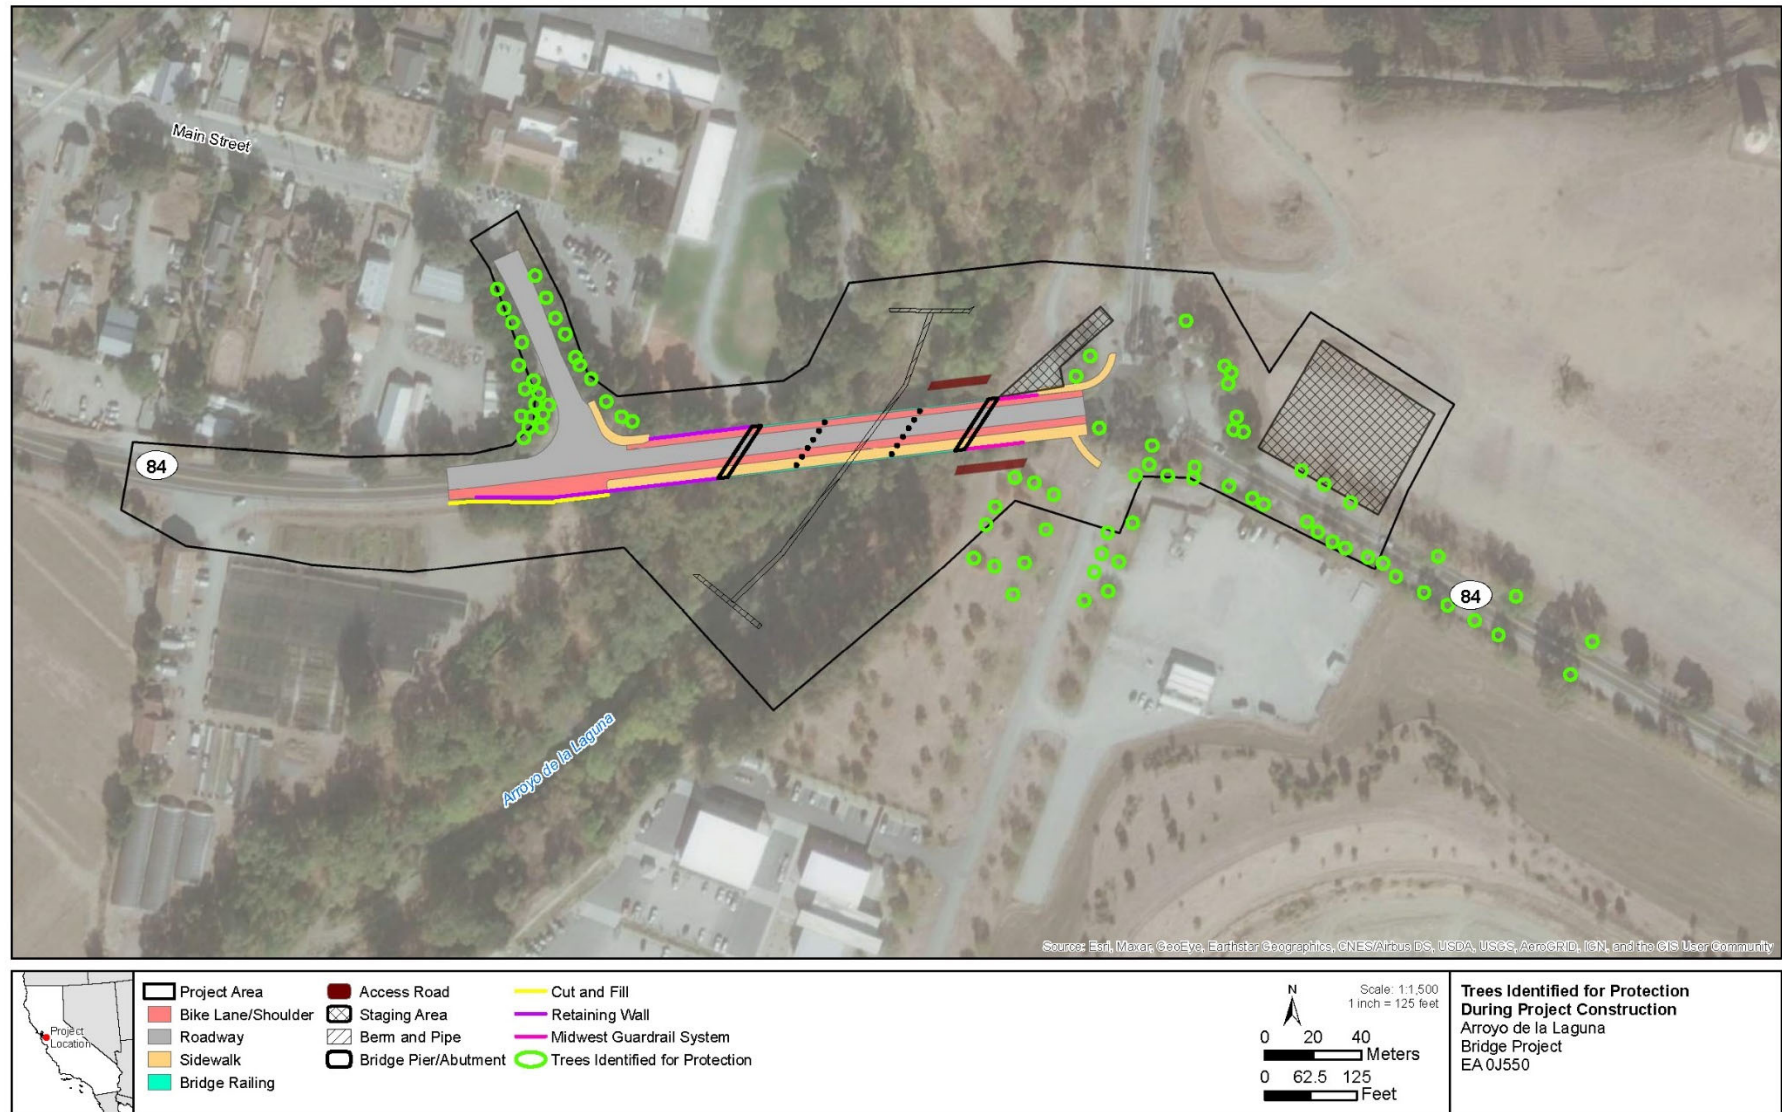 Main Street
84
84
Arroyo de la Laguna
Source: Esri, Maxar, GeoEye, Earthstar Geographics, CNES/Airbus DS, USDA, USGS, AeroGRID, IGN, and the GIS User Community
Project
Location
Project Area
Bike Lane/Shoulder
Roadway
Sidewalk
Bridge Railing
Access Road
Staging Area
Berm and Pipe
Bridge Pier/Abutment
Cut and Fill
Retaining Wall
Midwest Guardrail System
Trees Identified for Protection
N
Scale: 1:1,500
1 inch = 125 feet
0 20 40
Meters
0 62.5 125
Feet
Trees Identified for Protection
During Project Construction
Arroyo de la Laguna
Bridge Project
EA 0J550